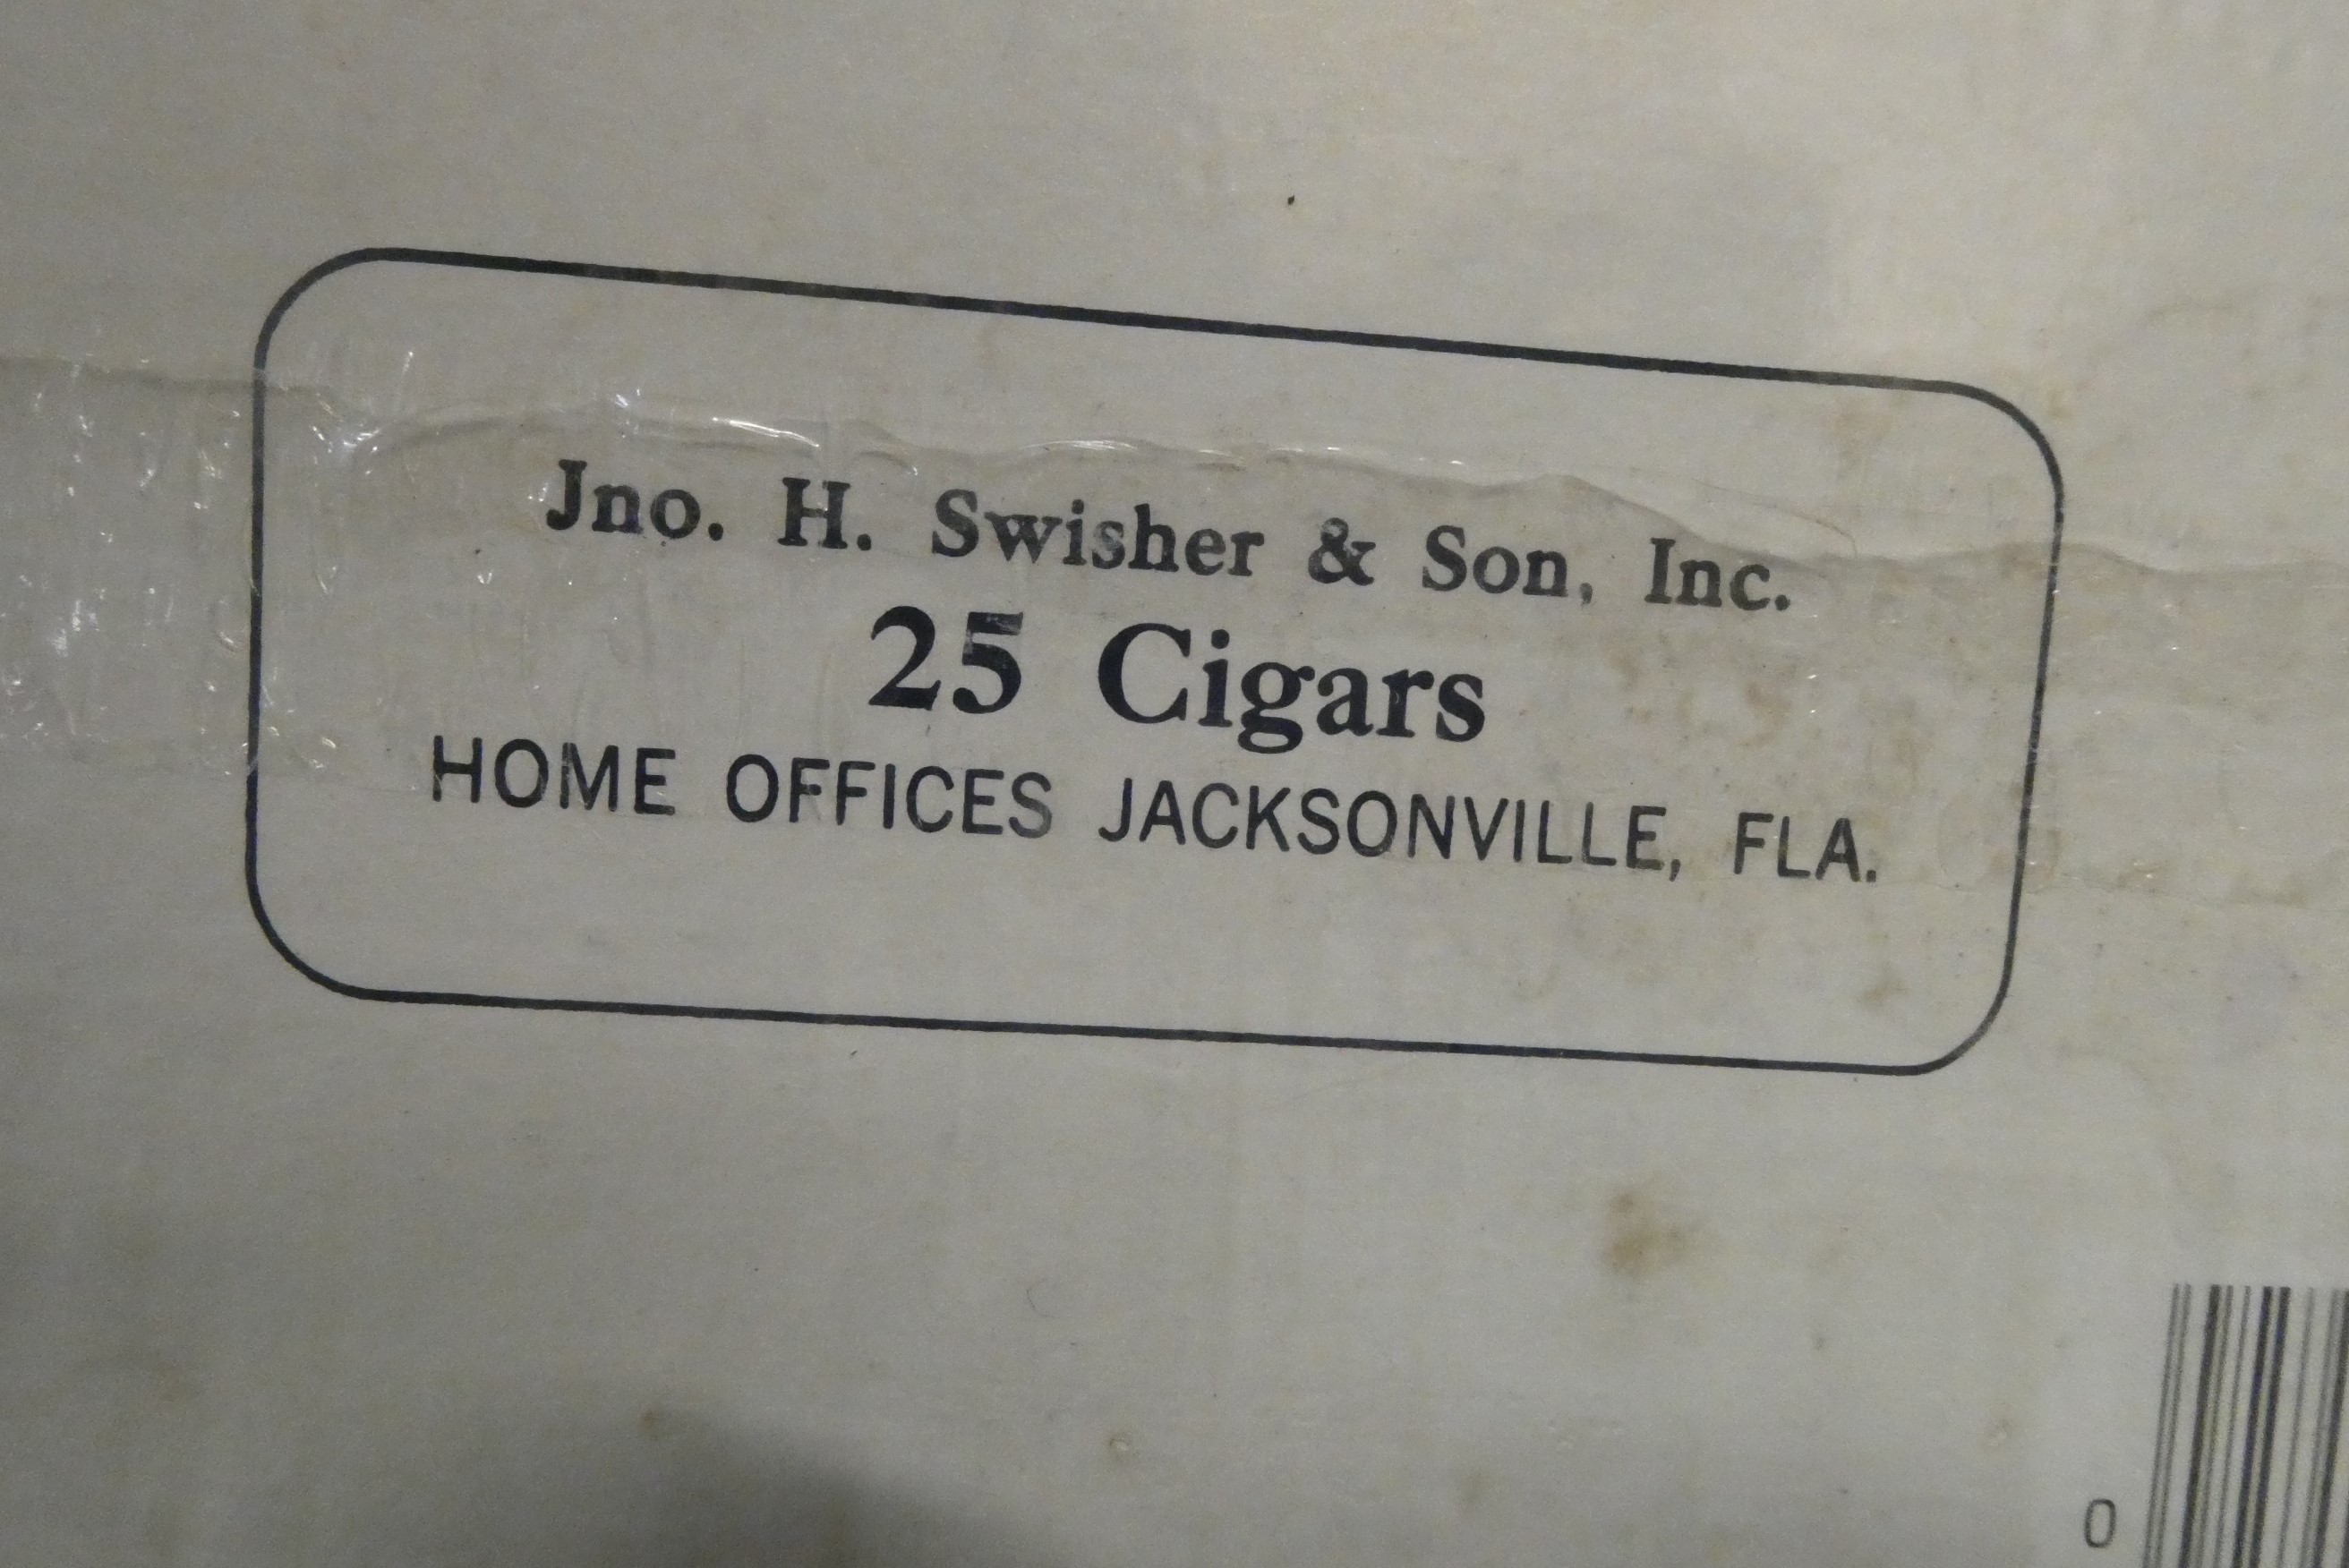 Jno. H. Swisher & Son, Inc.
25 Cigars
HOME OFFICES JACKSONVILLE, FLA.
0